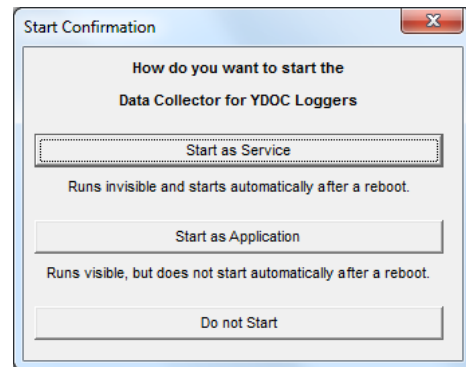 Start Confirmation
How do you want to start the
Data Collector for YDOC Loggers
Start as Service
Runs invisible and starts automatically after a reboot.
Start as Application
Runs visible, but does not start automatically after a reboot.
Do not Start